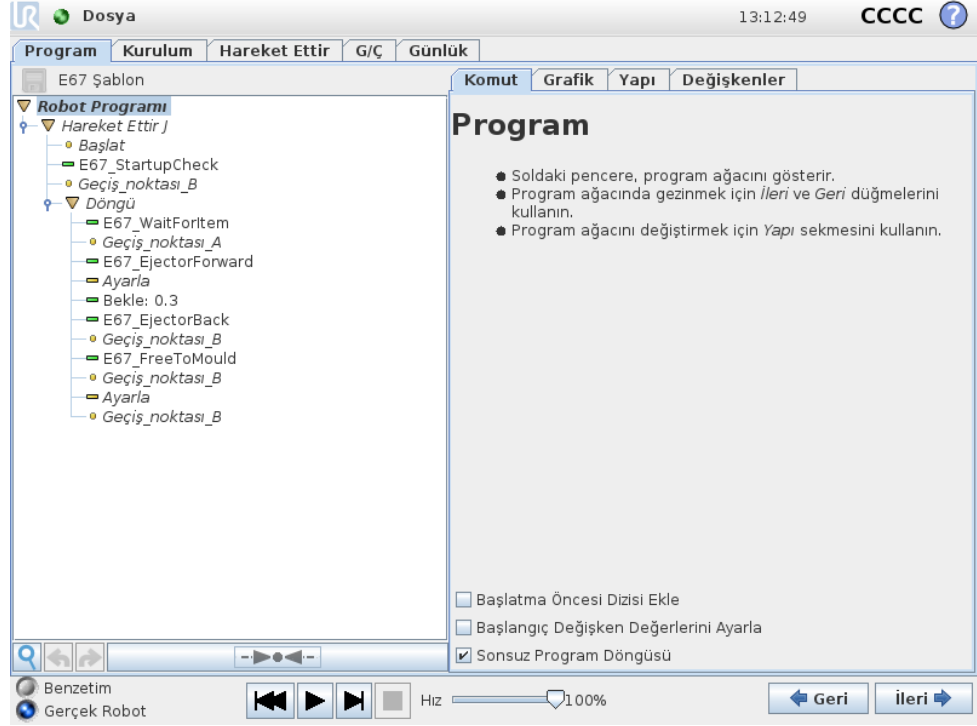 UR Dosya 13:12:49 CCCC ?
Program Kurulum Hareket Ettir G/Ç Günlük
E67 Şablon
Komut Grafik Yapı Değişkenler
Robot Programı
Hareket Ettir J
Başlat
E67_StartupCheck
Geçiş_noktası_B
Döngü
E67_WaitForItem
Geçiş_noktası_A
E67_EjectorForward
Ayarla
Bekle: 0.3
E67_EjectorBack
Geçiş_noktası_B
E67_FreeToMould
Geçiş_noktası_B
Ayarla
Geçiş_noktası_B
Program
Soldaki pencere, program ağacını gösterir.
Program ağacında gezinmek için İleri ve Geri düğmelerini
kullanın.
Program ağacını değiştirmek için Yapı sekmesini kullanın.
Başlatma Öncesi Dizisi Ekle
Başlangıç Değişken Değerlerini Ayarla
Sonsuz Program Döngüsü
Benzetim
Gerçek Robot
Hız 100%
Geri İleri